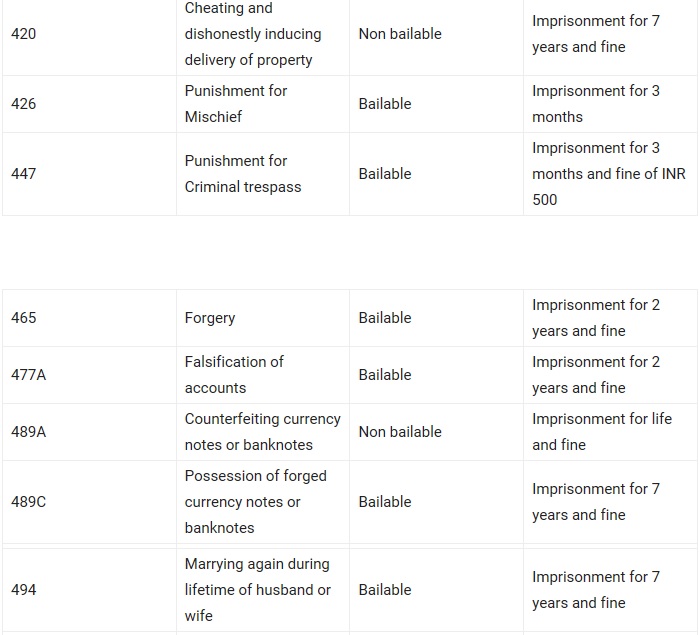 420
Cheating and
dishonestly inducing
delivery of property
Non bailable
Imprisonment for 7
years and fine
426
Punishment for
Mischief
Bailable
Imprisonment for 3
months
447
Punishment for
Criminal trespass
Bailable
Imprisonment for 3
months and fine of INR
500
465
Forgery
Bailable
Imprisonment for 2
years and fine
477A
Falsification of
accounts
Bailable
Imprisonment for 2
years and fine
489A
Counterfeiting currency
notes or banknotes
Non bailable
Imprisonment for life
and fine
489C
Possession of forged
currency notes or
banknotes
Bailable
Imprisonment for 7
years and fine
494
Marrying again during
lifetime of husband or
wife
Bailable
Imprisonment for 7
years and fine